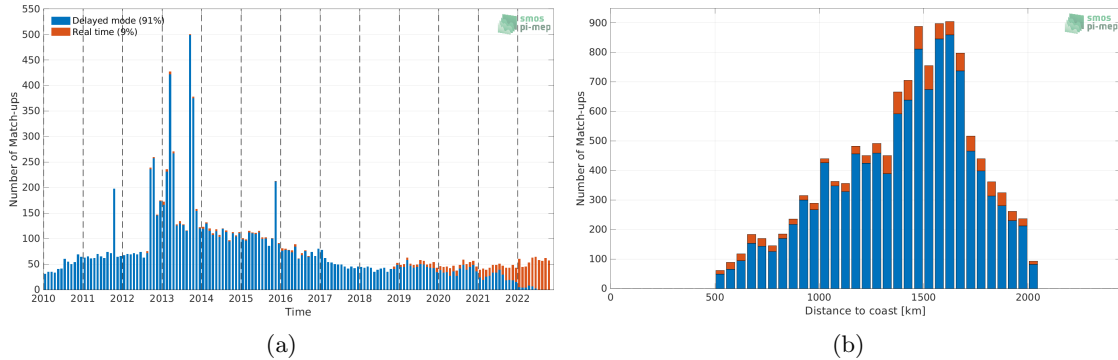 Delayed mode (91%)
Real time (9%)
smos
pi-mep
Number of Match-ups
550
500
450
400
350
300
250
200
150
100
50
0
2010 2011 2012 2013 2014 2015 2016 2017 2018 2019 2020 2021 2022
Time
(a)
smos
pi-mep
Number of Match-ups
900
800
700
600
500
400
300
200
100
0
0 500 1000 1500 2000
Distance to coast [km]
(b)